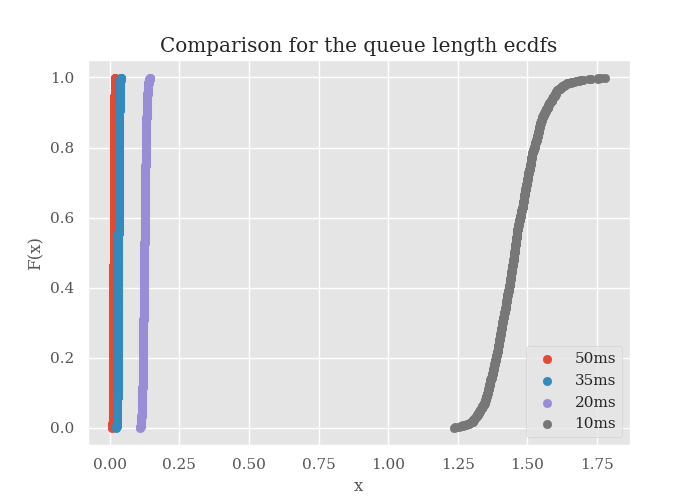 Comparison for the queue length ecdfs
1.0
0.8
0.6
0.4
0.2
0.0
F(x)
0.00 0.25 0.50 0.75 1.00 1.25 1.50 1.75
x
50ms
35ms
20ms
10ms